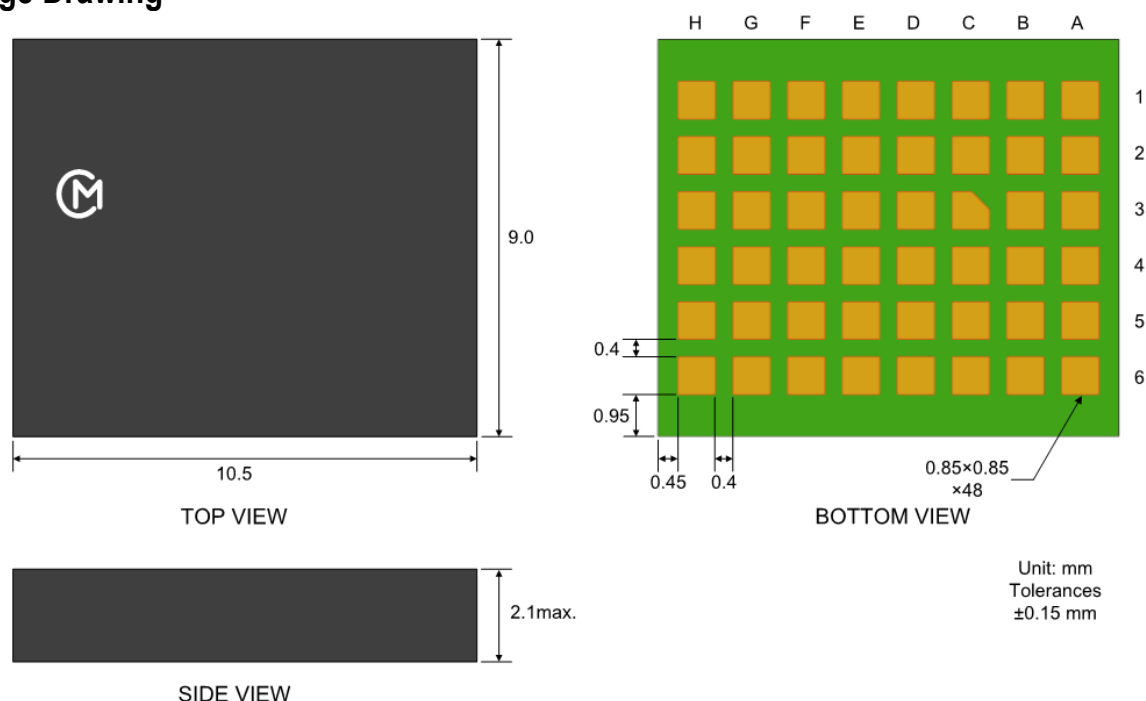 ge Drawing
H G F E D C B A
1
2
3
4
5
6
9.0
10.5
TOP VIEW
0.4
0.95
0.45 0.4
0.85×0.85
×48
BOTTOM VIEW
Unit: mm
Tolerances
±0.15 mm
2.1max.
SIDE VIEW